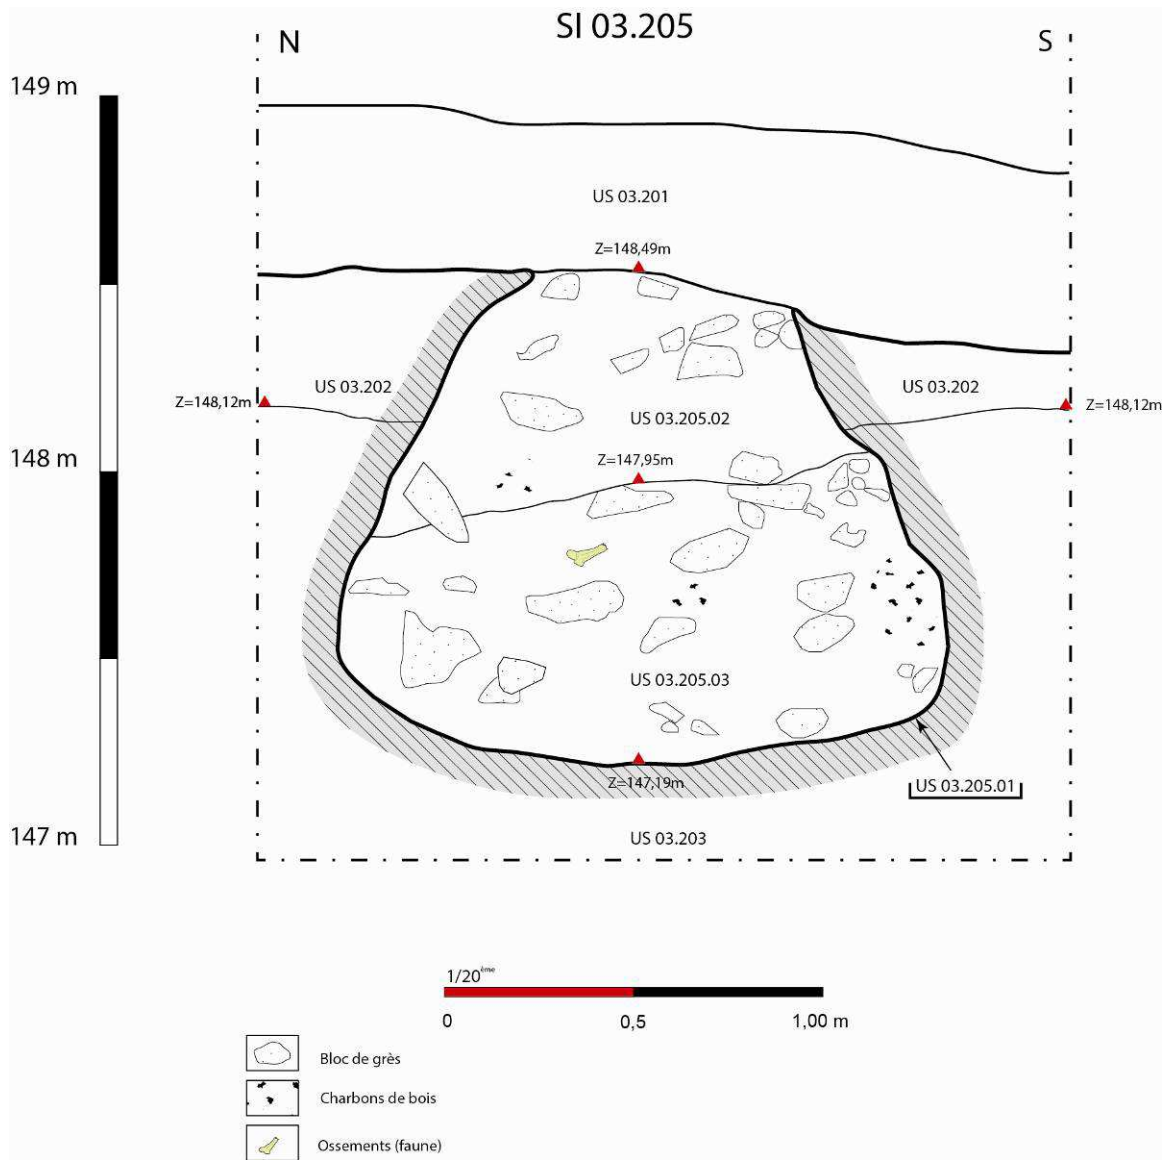 SI 03.205
N
S
149 m
US 03.201
Z=148,49m
US 03.202
US 03.202
Z=148,12m
Z=148,12m
US 03.205.02
148 m
Z=147,95m
US 03.205.03
Z=147,19m
US 03.205.01
147 m
US 03.203
1/20ème
0
0,5
1,00 m
Bloc de grès
Charbons de bois
Ossements (faune)